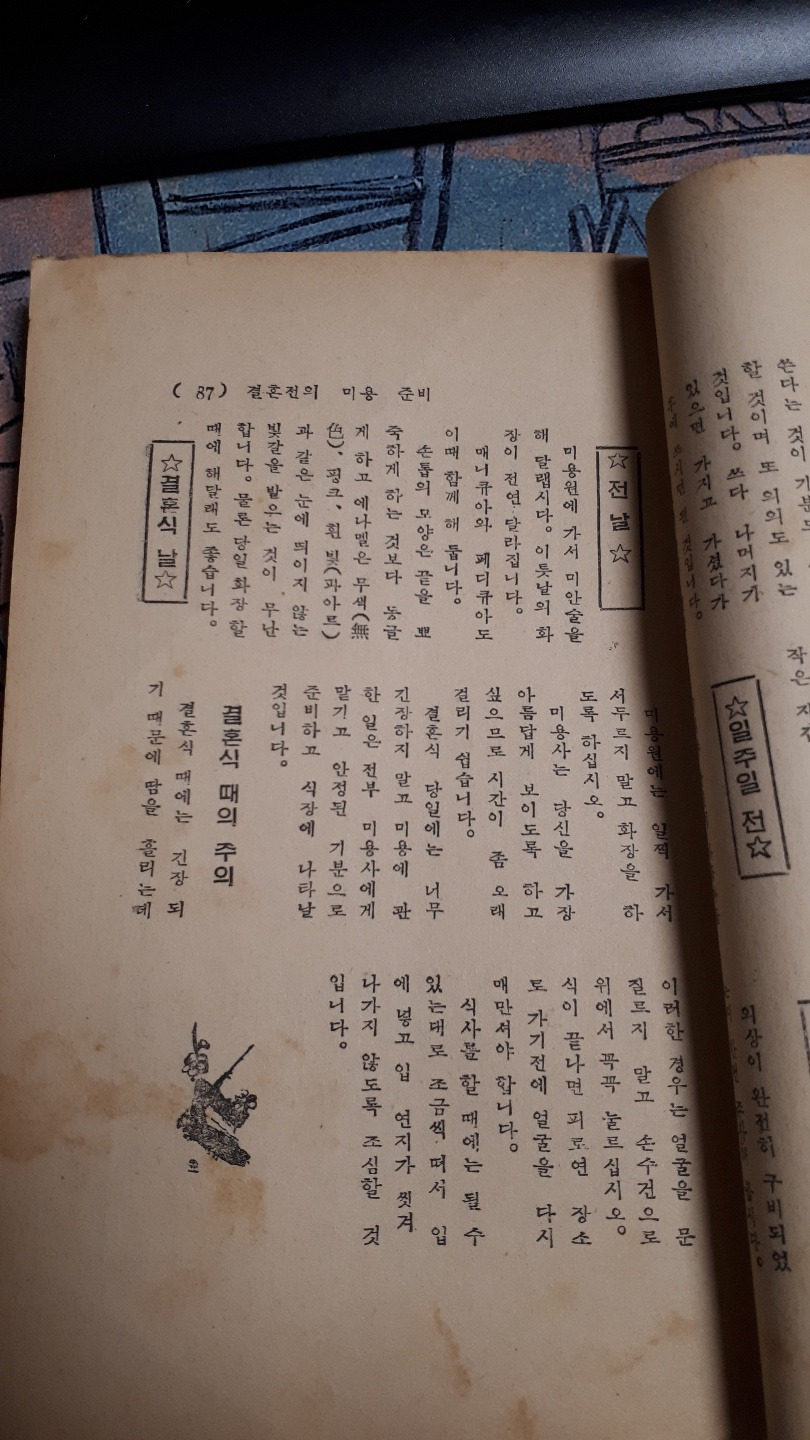 쓴다는 것이
할 것이며 또 의의도 있는
것입니다。 쓰다 나머지가
있으면 가지고 가셨다가
것입니다。
작은
☆일주일 전☆
의상이 완전히 구비되었
( 87 ) 결혼전의 미용 준비
☆전날☆
미용원에 가서 미안술을
해 달랩시다。 이튿날의 화
장이 전연 달라집니다。
매니큐아와 페디큐아도
이때 함께 해 둡니다。
손톱의 모양은 끝을 뾰
죽하게 하는 것보다 동글
게 하고 에나멜은 무색(無
色)、 핑크、 흰 빛(파아르)
과 같은 눈에 띄이지 않는
빛갈을 발으는 것이 무난
합니다。 물론 당일 화장 할
때에 해달래도 좋습니다。
☆결혼식 날☆
미용원에는 일찍 가서
서두르지 말고 화장을 하
도록 하십시오。
미용사는 당신을 가장
아름답게 보이도록 하고
싶으므로 시간이 좀 오래
걸리기 쉽습니다。
결혼식 당일에는 너무
긴장하지 말고 미용에 관
한 일은 전부 미용사에게
맡기고 안정된 기분으로
준비하고 식장에 나타날
것입니다。
결혼식 때의 주의
결혼식 때에는 긴장 되
기 때문에 땀을 흘리는데
이러한 경우는 얼굴을 문
질르지 말고 손수건으로
위에서 꼭꼭 눌르십시오。
식이 끝나면 피로연 장소
로 가기전에 얼굴을 다시
매만셔야 합니다。
식사를 할 때에는 될 수
있는대로 조금씩 떠서 입
에 넣고 입 연지가 씻겨
나가지 않도록 조심할 것
입니다。